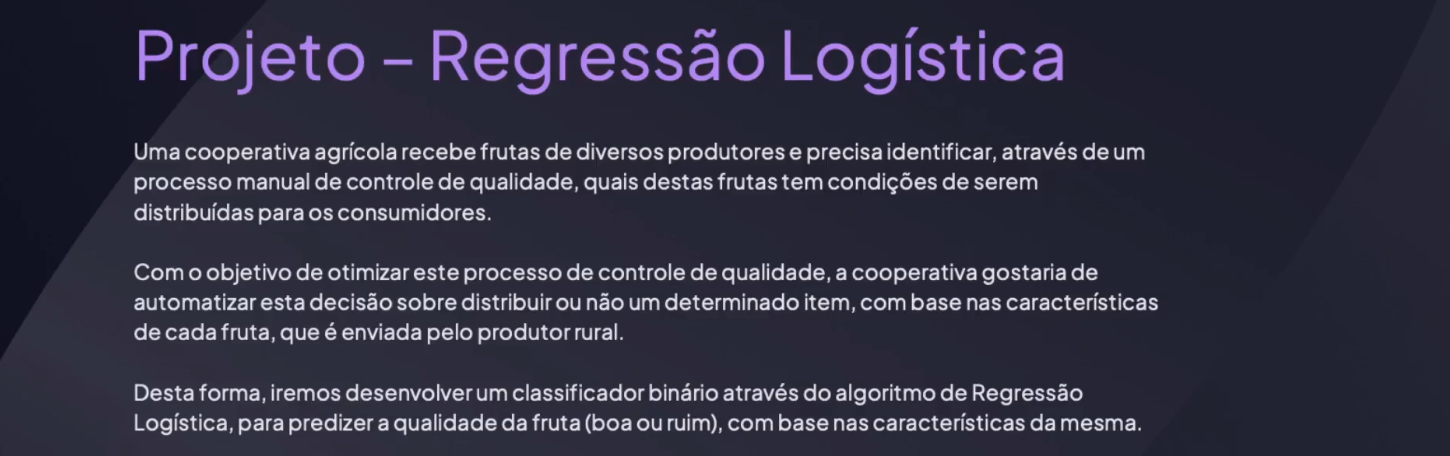 Projeto – Regressão Logística
Uma cooperativa agrícola recebe frutas de diversos produtores e precisa identificar, através de um
processo manual de controle de qualidade, quais destas frutas tem condições de serem
distribuídas para os consumidores.
Com o objetivo de otimizar este processo de controle de qualidade, a cooperativa gostaria de
automatizar esta decisão sobre distribuir ou não um determinado item, com base nas características
de cada fruta, que é enviada pelo produtor rural.
Desta forma, iremos desenvolver um classificador binário através do algoritmo de Regressão
Logística, para predizer a qualidade da fruta (boa ou ruim), com base nas características da mesma.